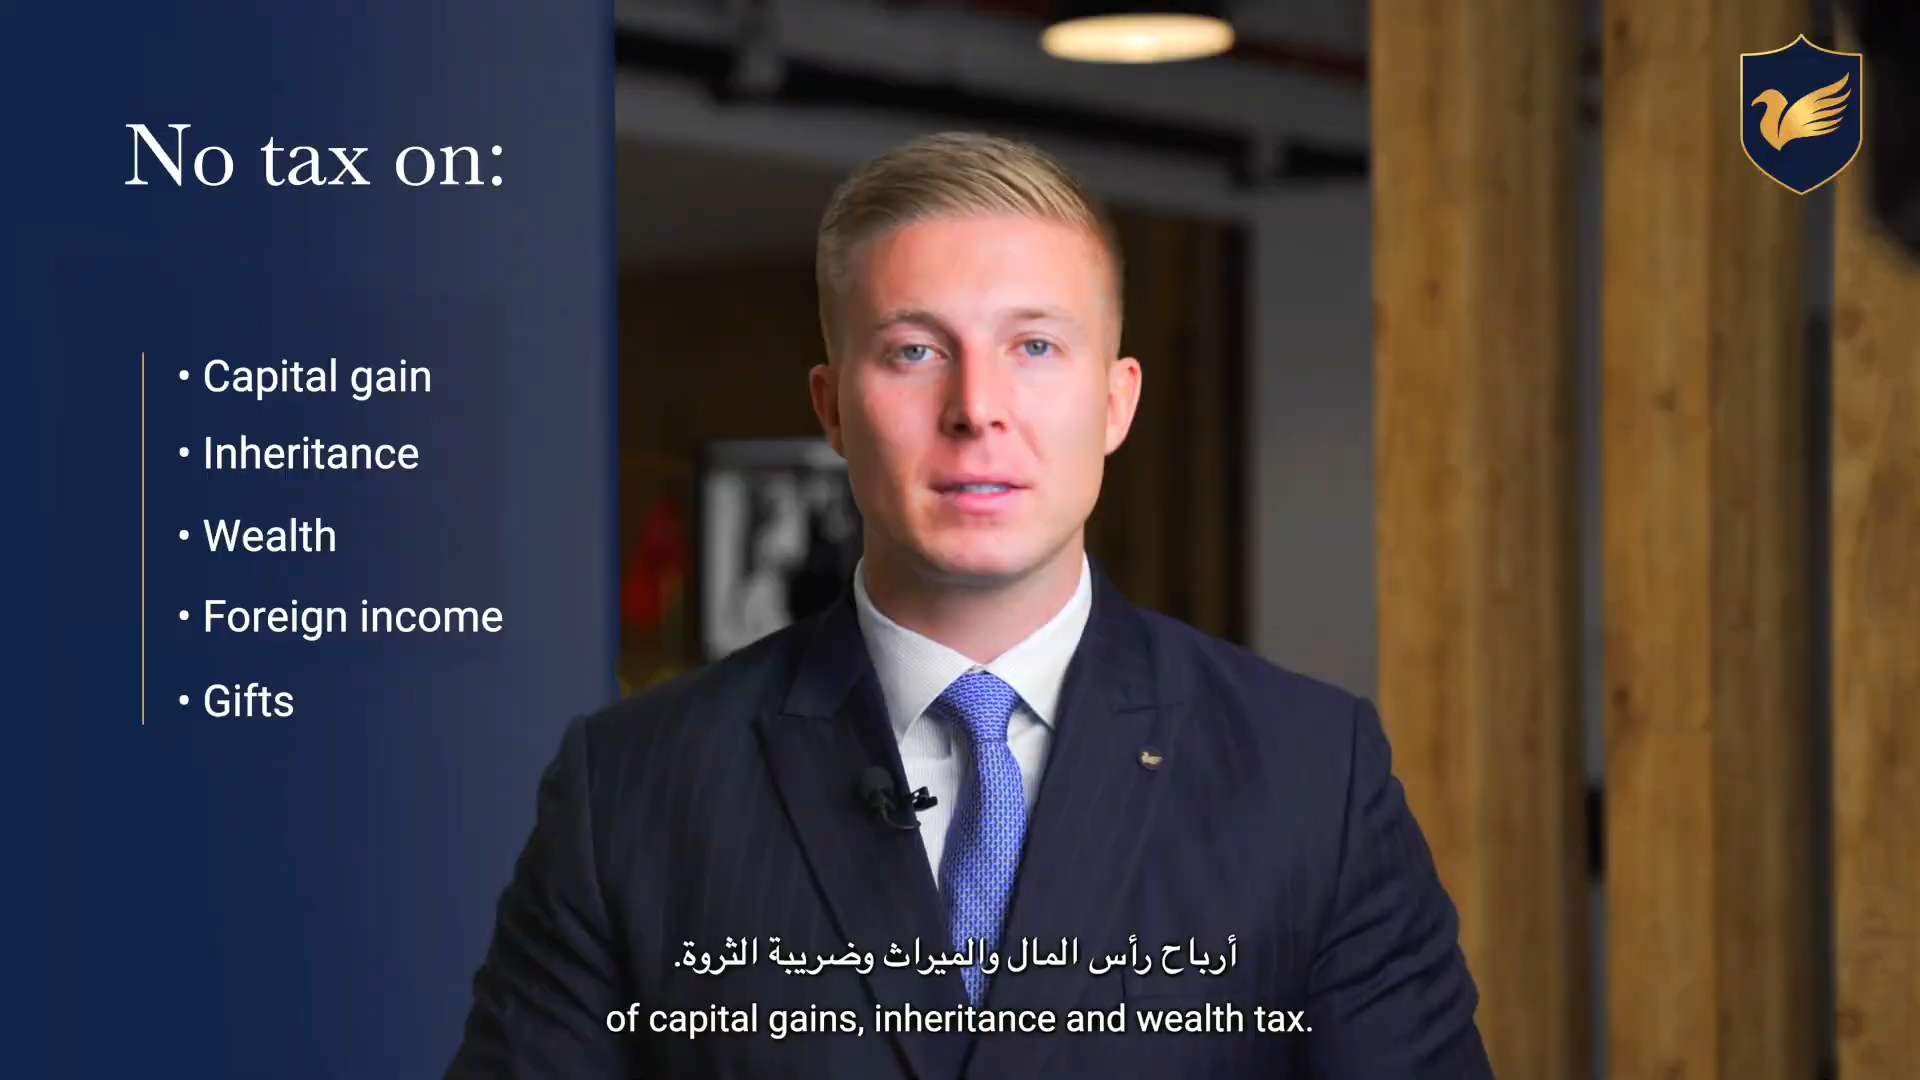 No tax on:
• Capital gain
• Inheritance
• Wealth
• Foreign income
• Gifts
أرباح رأس المال والميراث وضريبة الثروة.
of capital gains, inheritance and wealth tax.